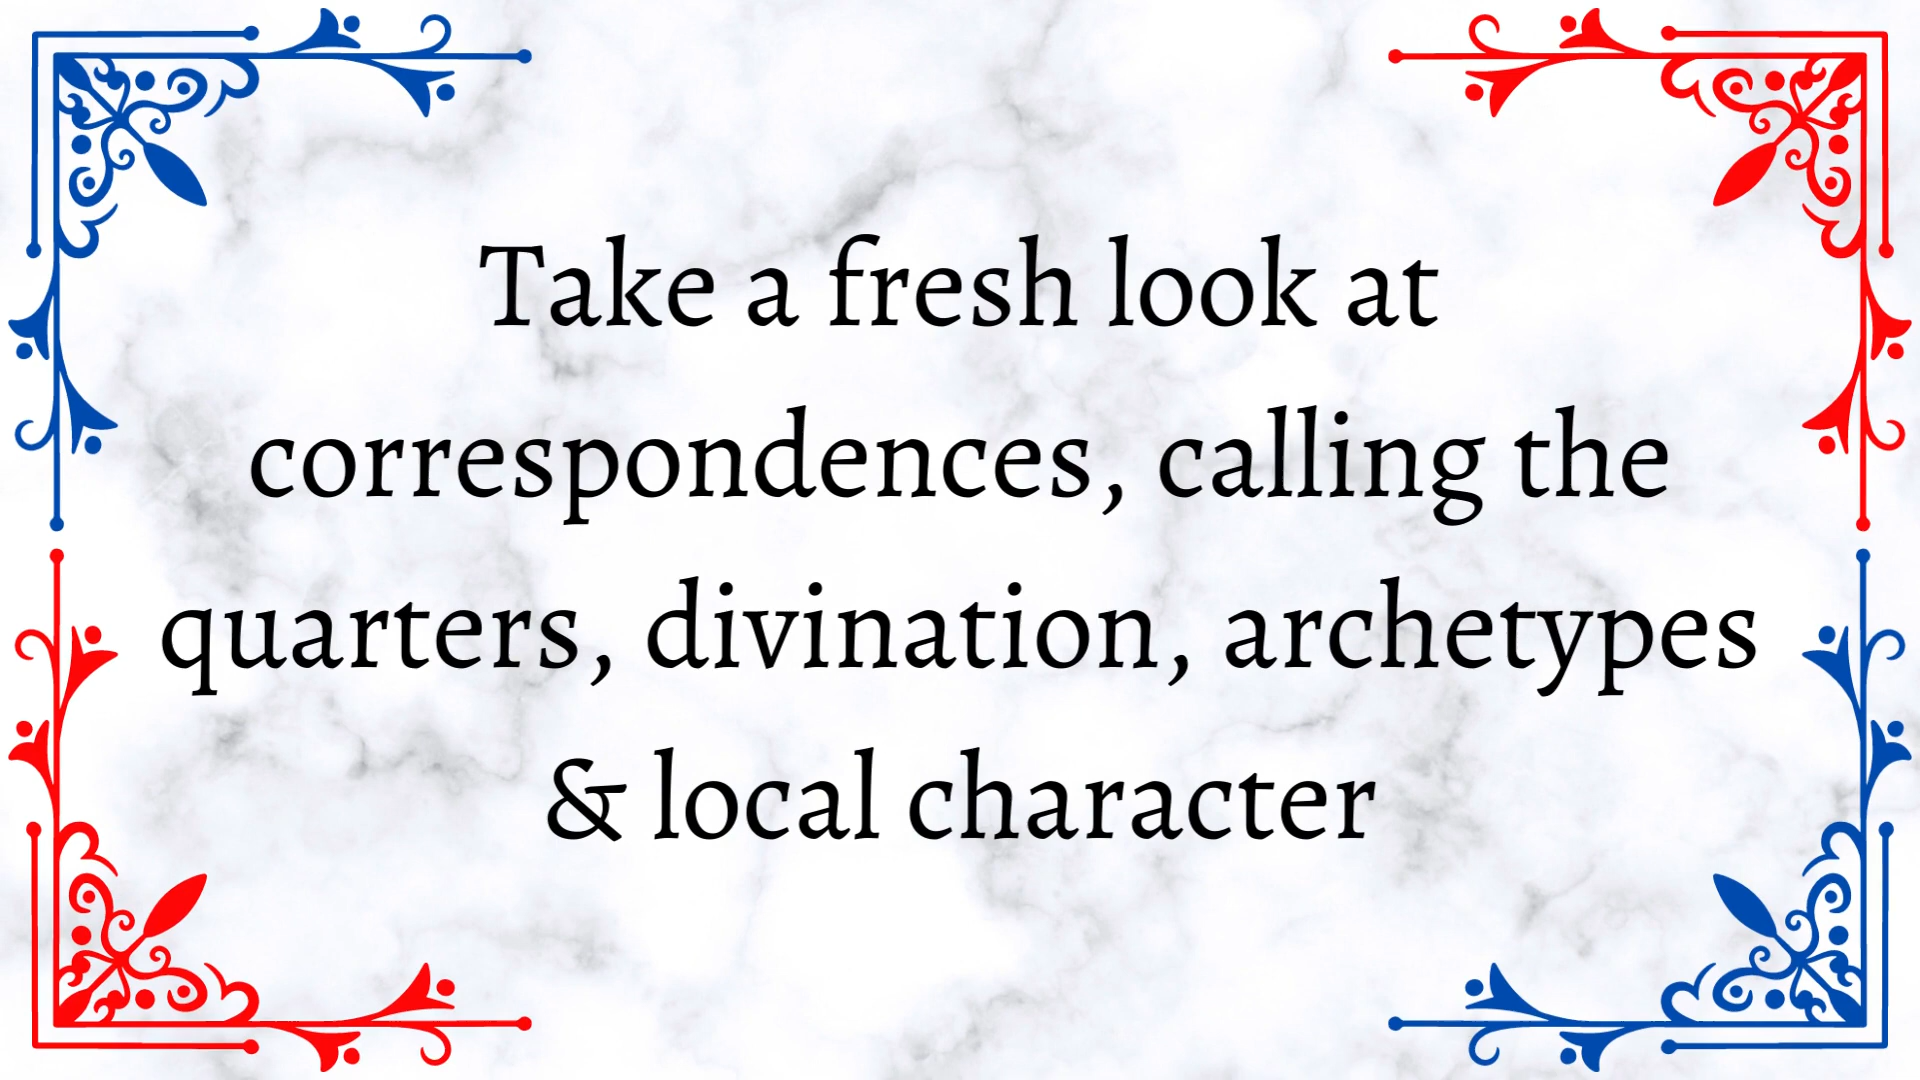 Take a fresh look at
correspondences, calling the
quarters, divination, archetypes
& local character